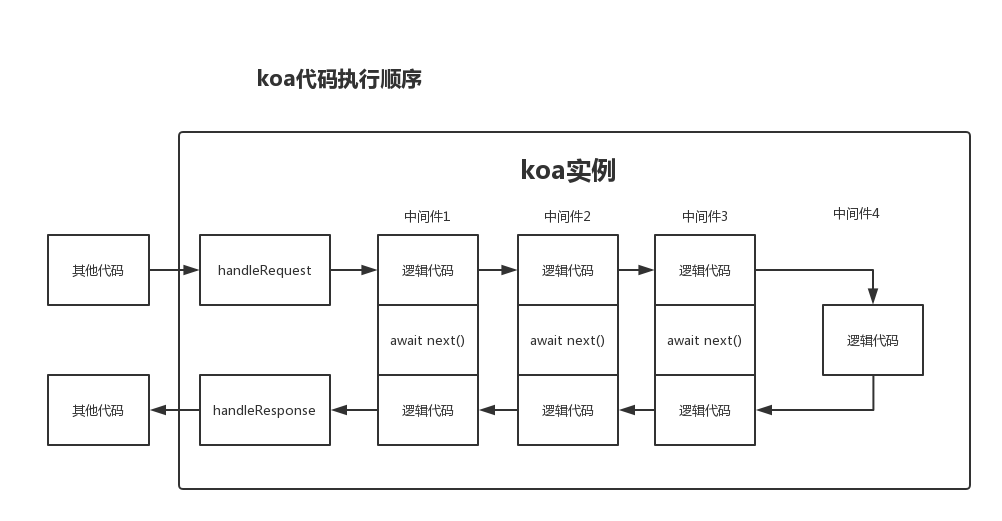 koa代码执行顺序
koa实例
中间件1
中间件2
中间件3
中间件4
其他代码
handleRequest
逻辑代码
逻辑代码
逻辑代码
await next()
await next()
await next()
逻辑代码
其他代码
handleResponse
逻辑代码
逻辑代码
逻辑代码